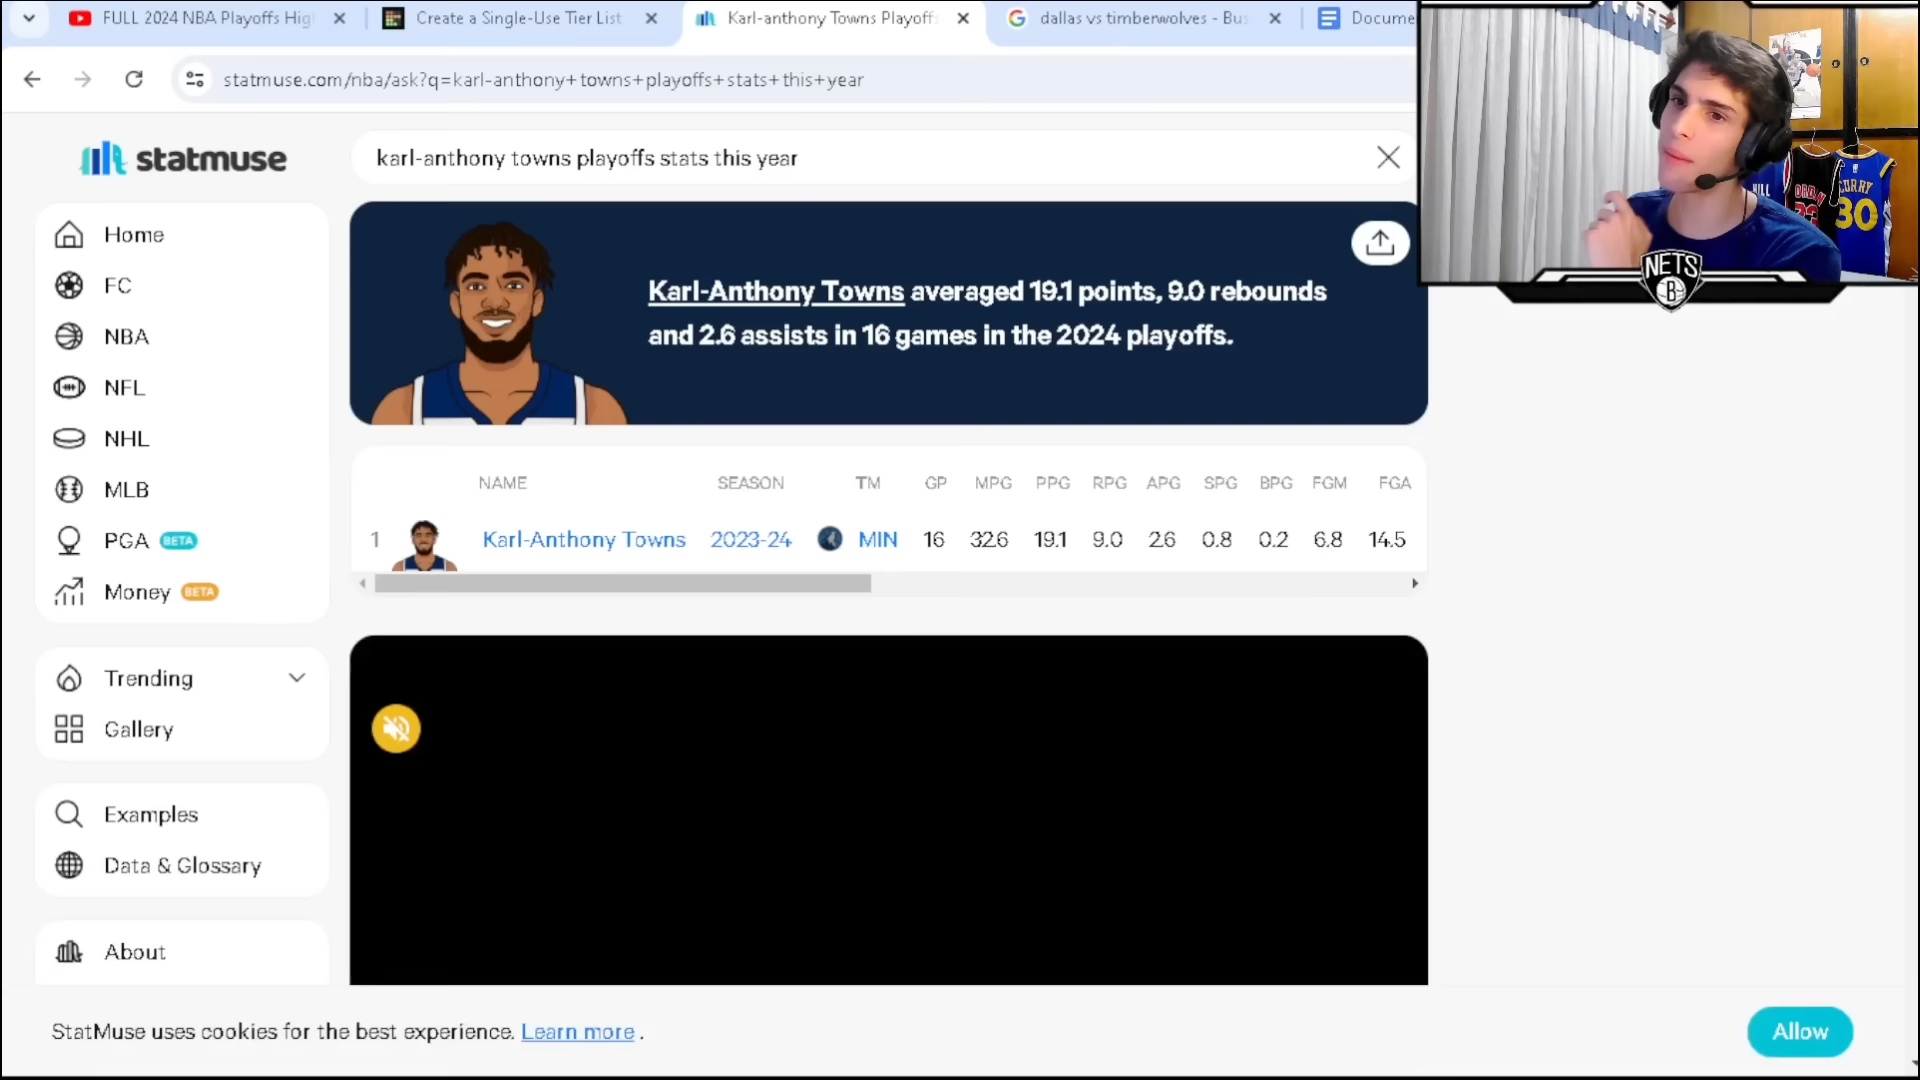 FULL 2024 NBA Playoffs Hig
Create a Single-Use Tier List
Karl-anthony Towns Playoff
dallas vs timberwolves - Bus
Docume
statmuse.com/nba/ask?q=karl-anthony+towns+playoffs+stats+this+year
statmuse
karl-anthony towns playoffs stats this year
Home
FC
NBA
NFL
NHL
MLB
PGA BETA
Money BETA
Trending
Gallery
Examples
Data & Glossary
About
Karl-Anthony Towns averaged 19.1 points, 9.0 rebounds
and 2.6 assists in 16 games in the 2024 playoffs.
NAME SEASON TM GP MPG PPG RPG APG SPG BPG FGM FGA
1 Karl-Anthony Towns 2023-24 MIN 16 32.6 19.1 9.0 2.6 0.8 0.2 6.8 14.5
StatMuse uses cookies for the best experience. Learn more .
Allow
CURRY
30
NETS
B